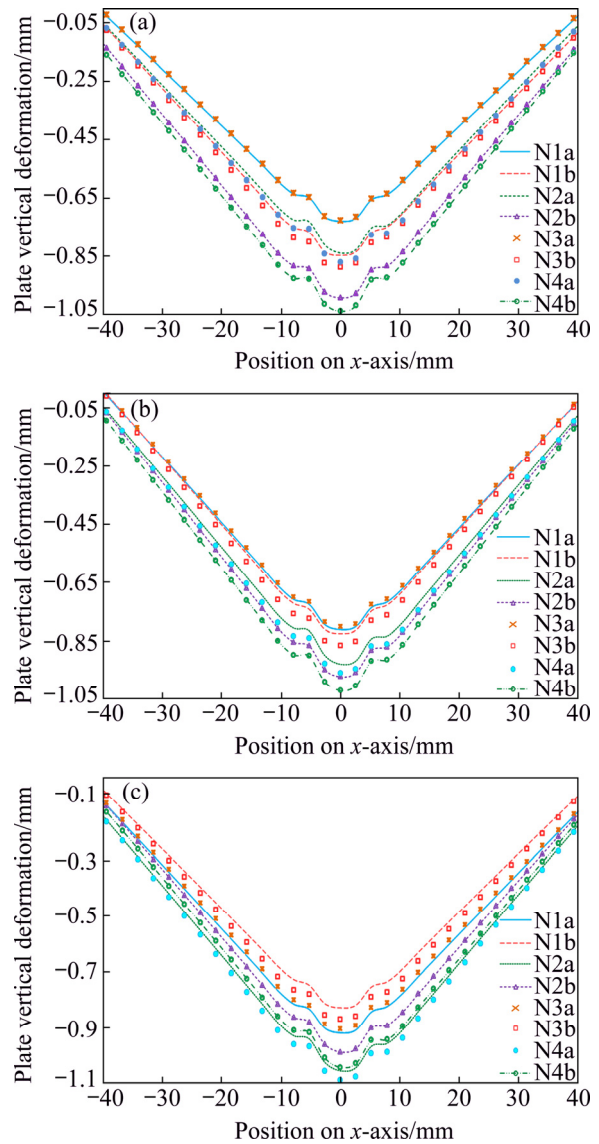 (a)
Plate vertical deformation/mm
−0.05
−0.25
−0.45
−0.65
−0.85
−1.05
N1a
N1b
N2a
N2b
N3a
N3b
N4a
N4b
−40 −30 −20 −10 0 10 20 30 40
Position on x-axis/mm
(b)
Plate vertical deformation/mm
−0.05
−0.25
−0.45
−0.65
−0.85
−1.05
N1a
N1b
N2a
N2b
N3a
N3b
N4a
N4b
−40 −30 −20 −10 0 10 20 30 40
Position on x-axis/mm
(c)
Plate vertical deformation/mm
−0.1
−0.3
−0.5
−0.7
−0.9
−1.1
N1a
N1b
N2a
N2b
N3a
N3b
N4a
N4b
−40 −30 −20 −10 0 10 20 30 40
Position on x-axis/mm